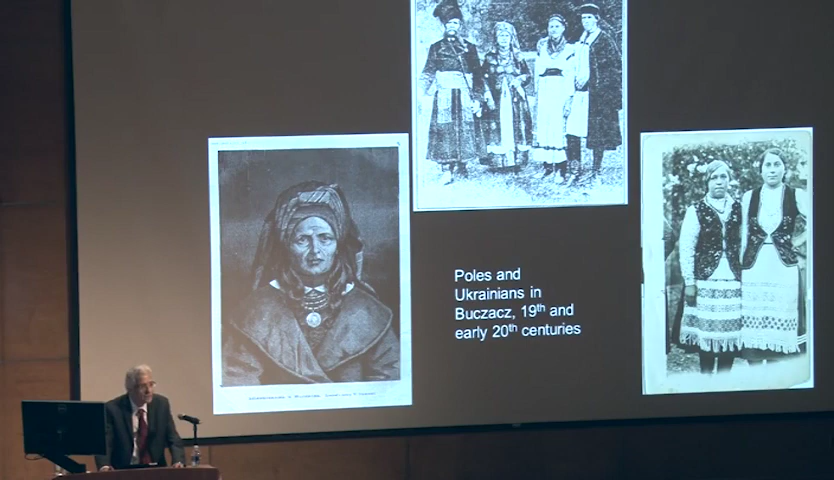 Poles and
Ukrainians in
Buczacz, 19th and
early 20th centuries